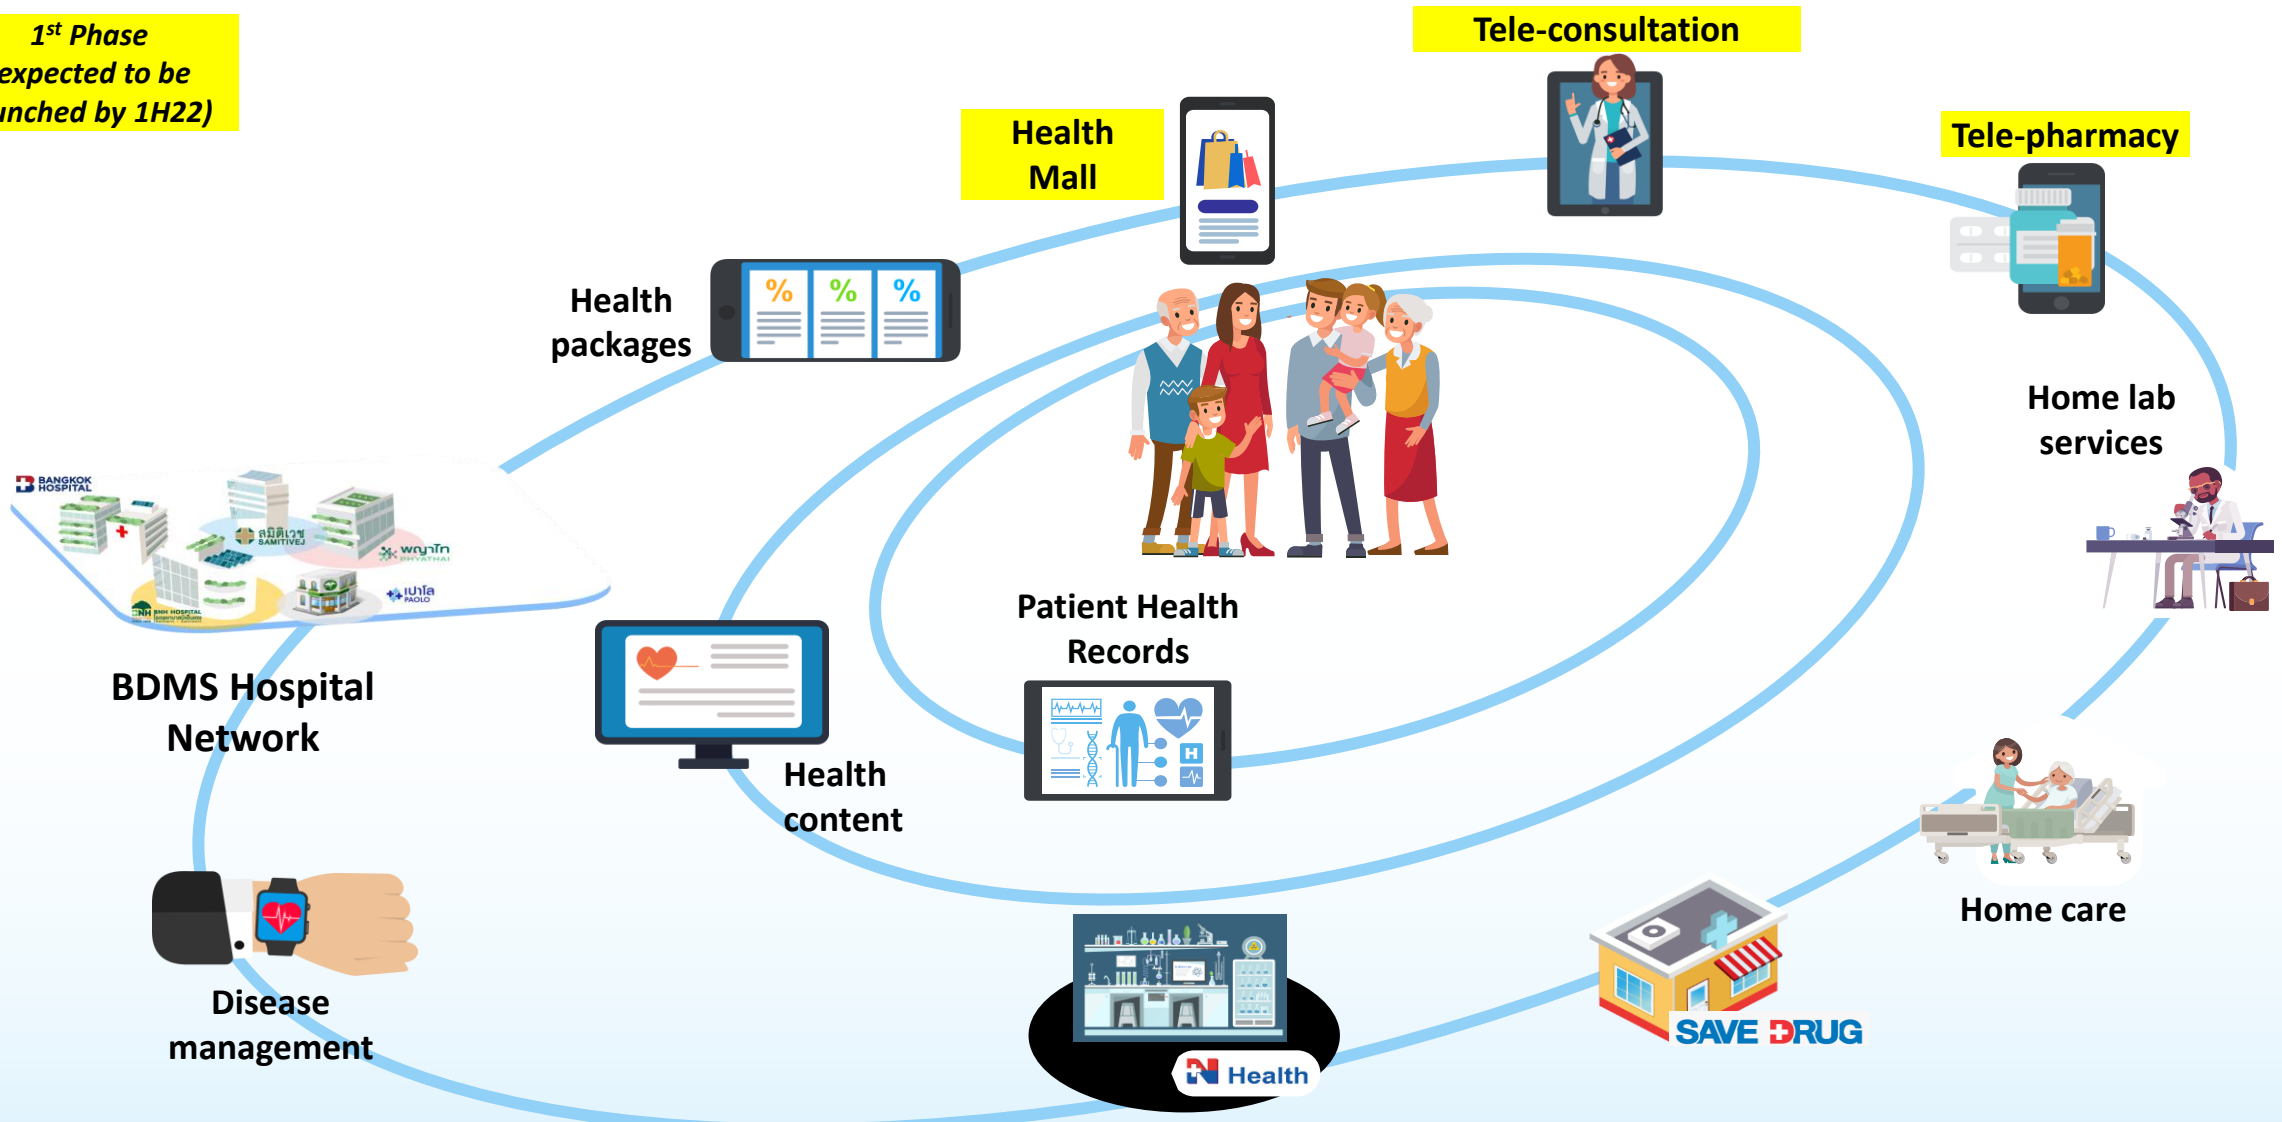 1st Phase
expected to be
unched by 1H22)
Tele-consultation
Health
Mall
Tele-pharmacy
Health
packages
% % %
Home lab
services
BANGKOK
HOSPITAL
สมิติเวช
SAMITIVEJ
พญาไท
PHYATHAI
เปาโล
PAOLO
BNH
BNH HOSPITAL
Patient Health
Records
H
BDMS Hospital
Network
Health
content
Home care
Disease
management
SAVE DRUG
N Health